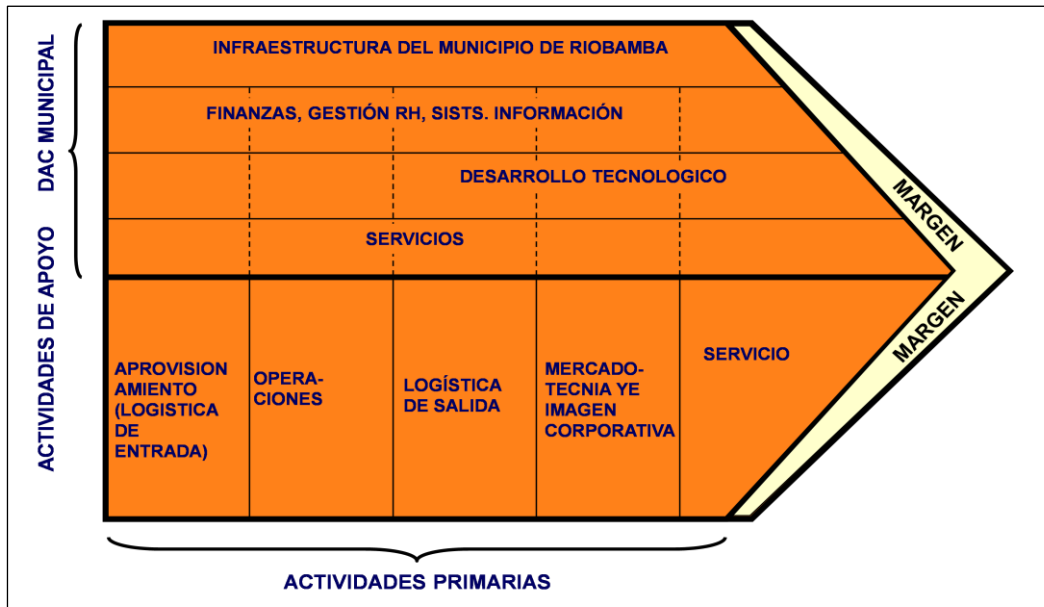 DAC MUNICIPAL
ACTIVIDADES DE APOYO
INFRAESTRUCTURA DEL MUNICIPIO DE RIOBAMBA
FINANZAS, GESTIÓN RH, SISTS. INFORMACIÓN
DESARROLLO TECNOLOGICO
SERVICIOS
APROVISION
AMIENTO
(LOGISTICA
DE
ENTRADA)
OPERA-
CIONES
LOGÍSTICA
DE SALIDA
MERCADO-
TECNIA YE
IMAGEN
CORPORATIVA
SERVICIO
MARGEN
MARGEN
ACTIVIDADES PRIMARIAS